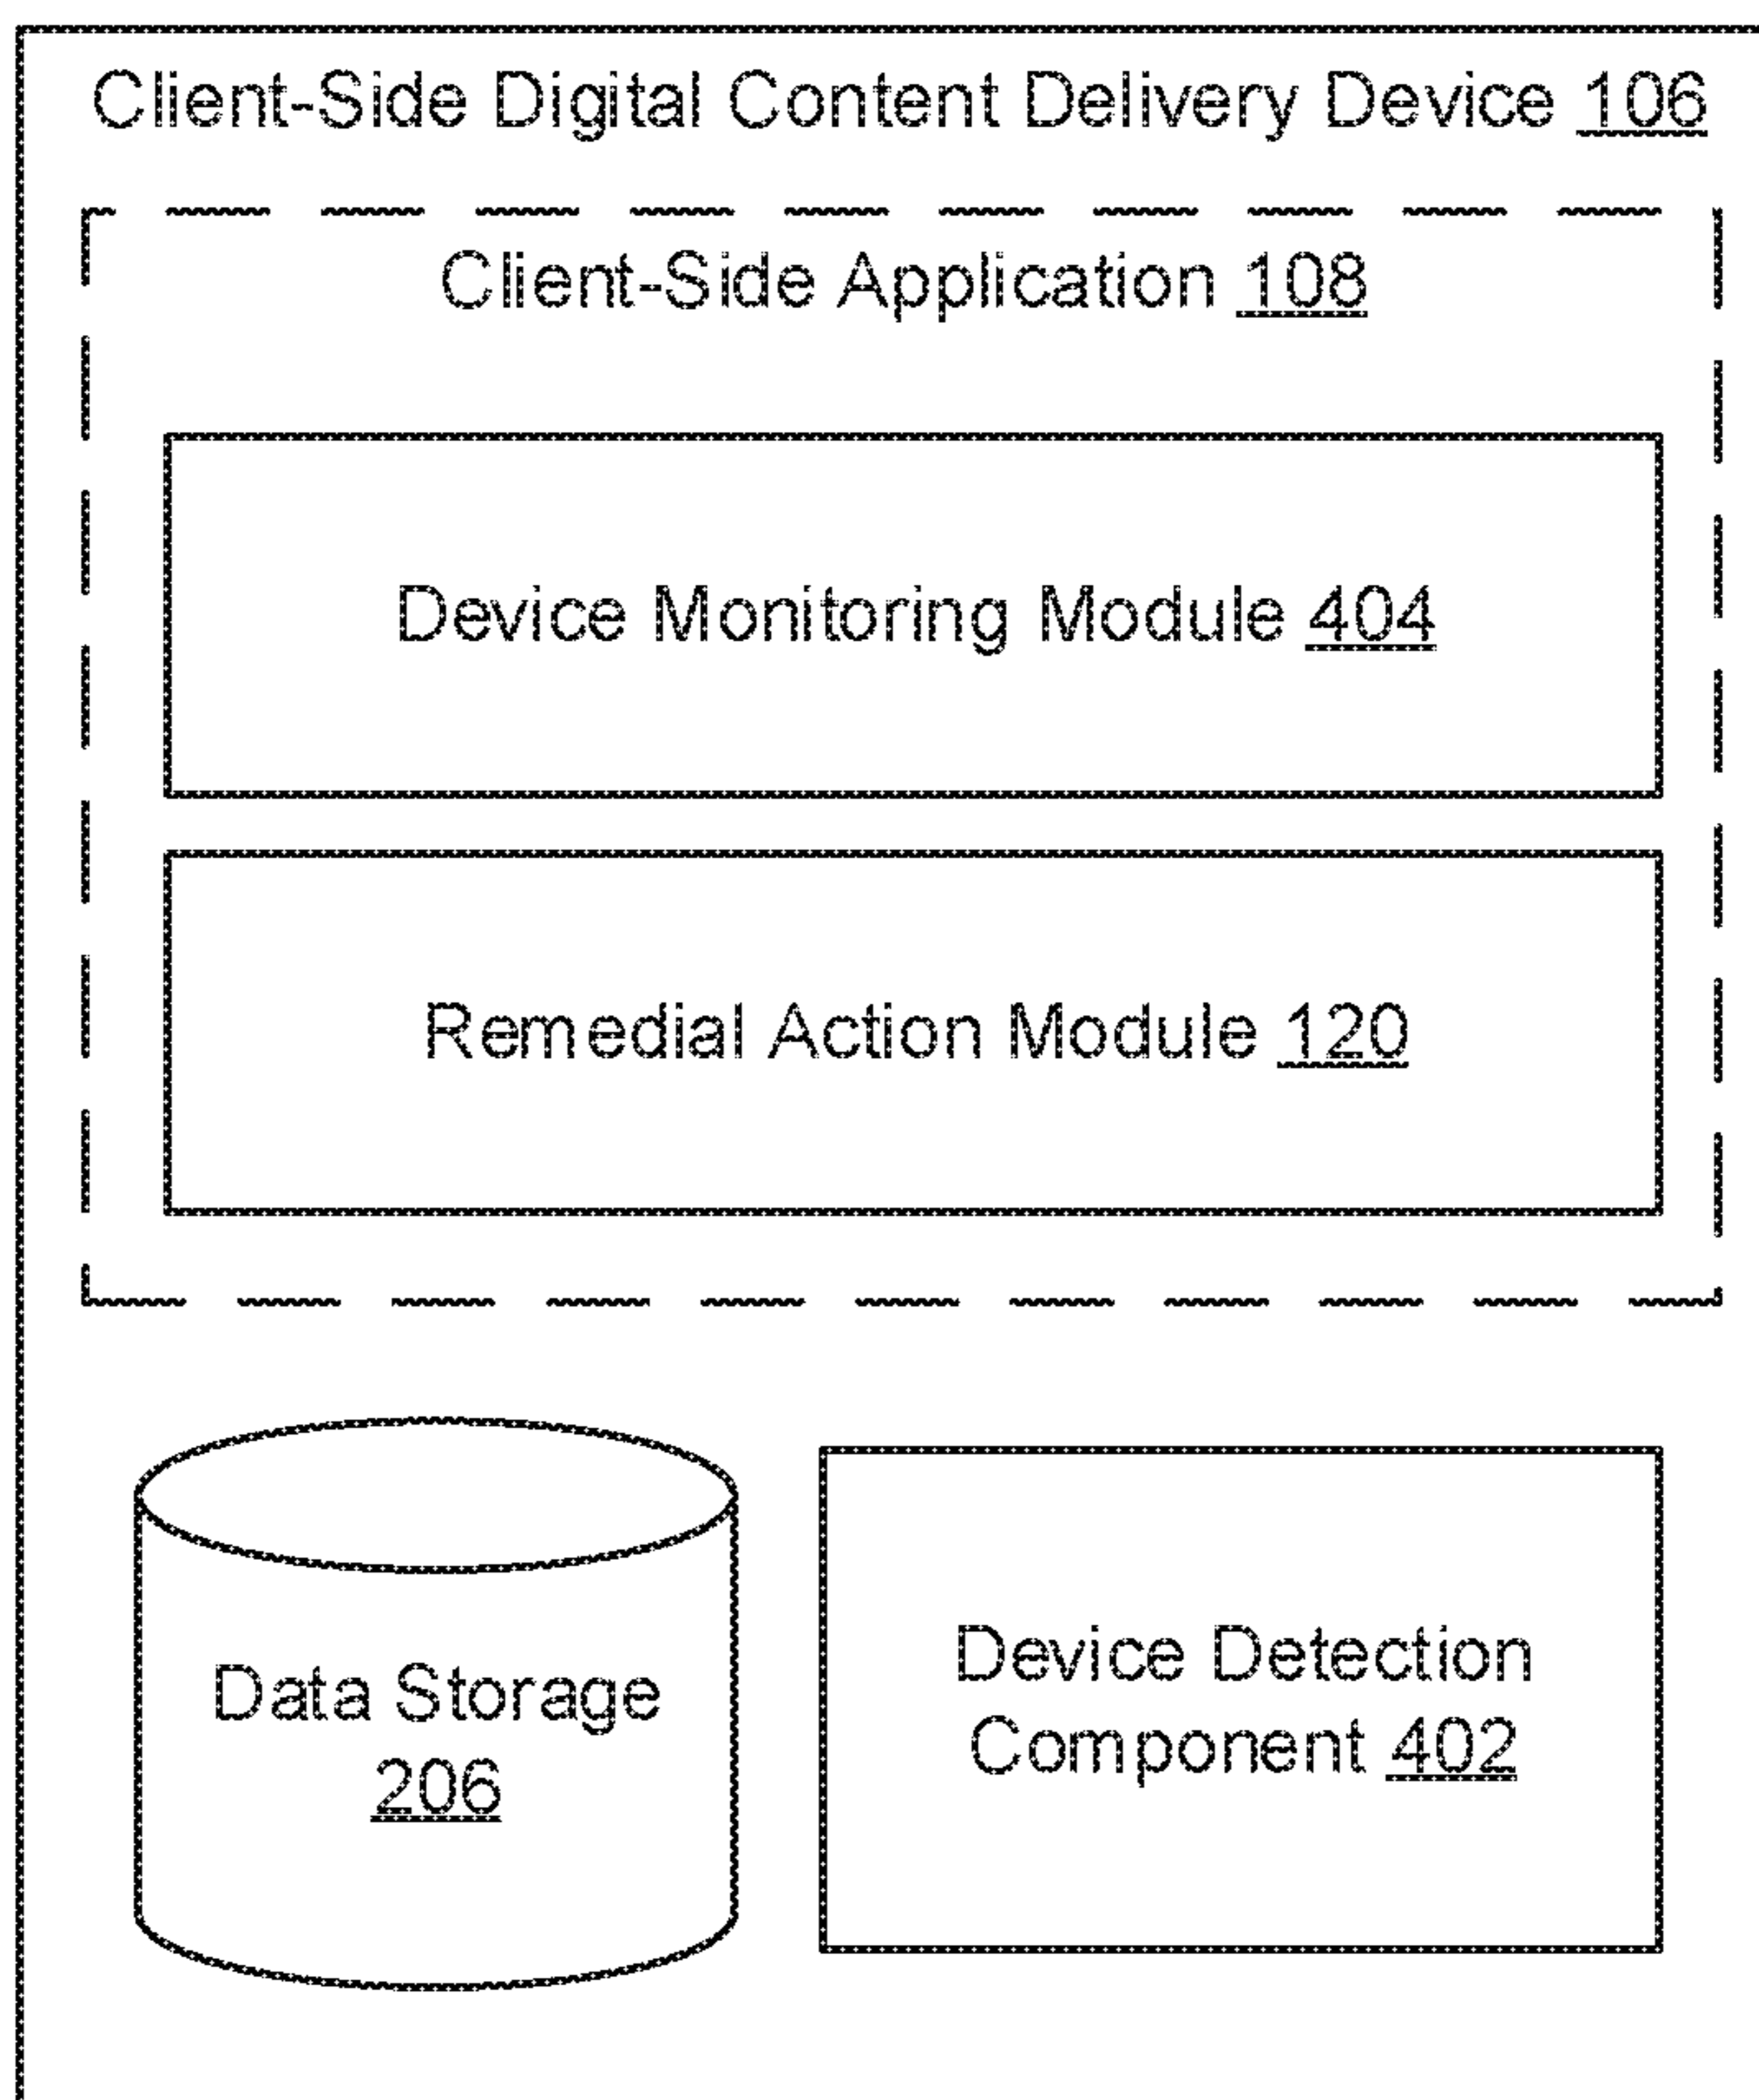 Client-Side Digital Content Delivery Device 106
Client-Side Application 108
Device Monitoring Module 404
Remedial Action Module 120
Data Storage
206
Device Detection
Component 402